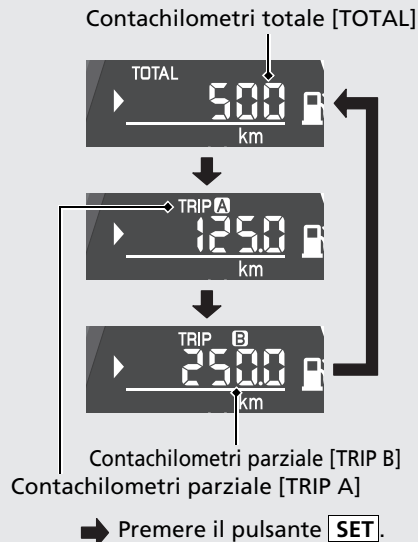 Contachilometri totale [TOTAL]
TOTAL
500
km
TRIP A
125.0
km
TRIP B
250.0
km
Contachilometri parziale [TRIP B]
Contachilometri parziale [TRIP A]
Premere il pulsante SET.